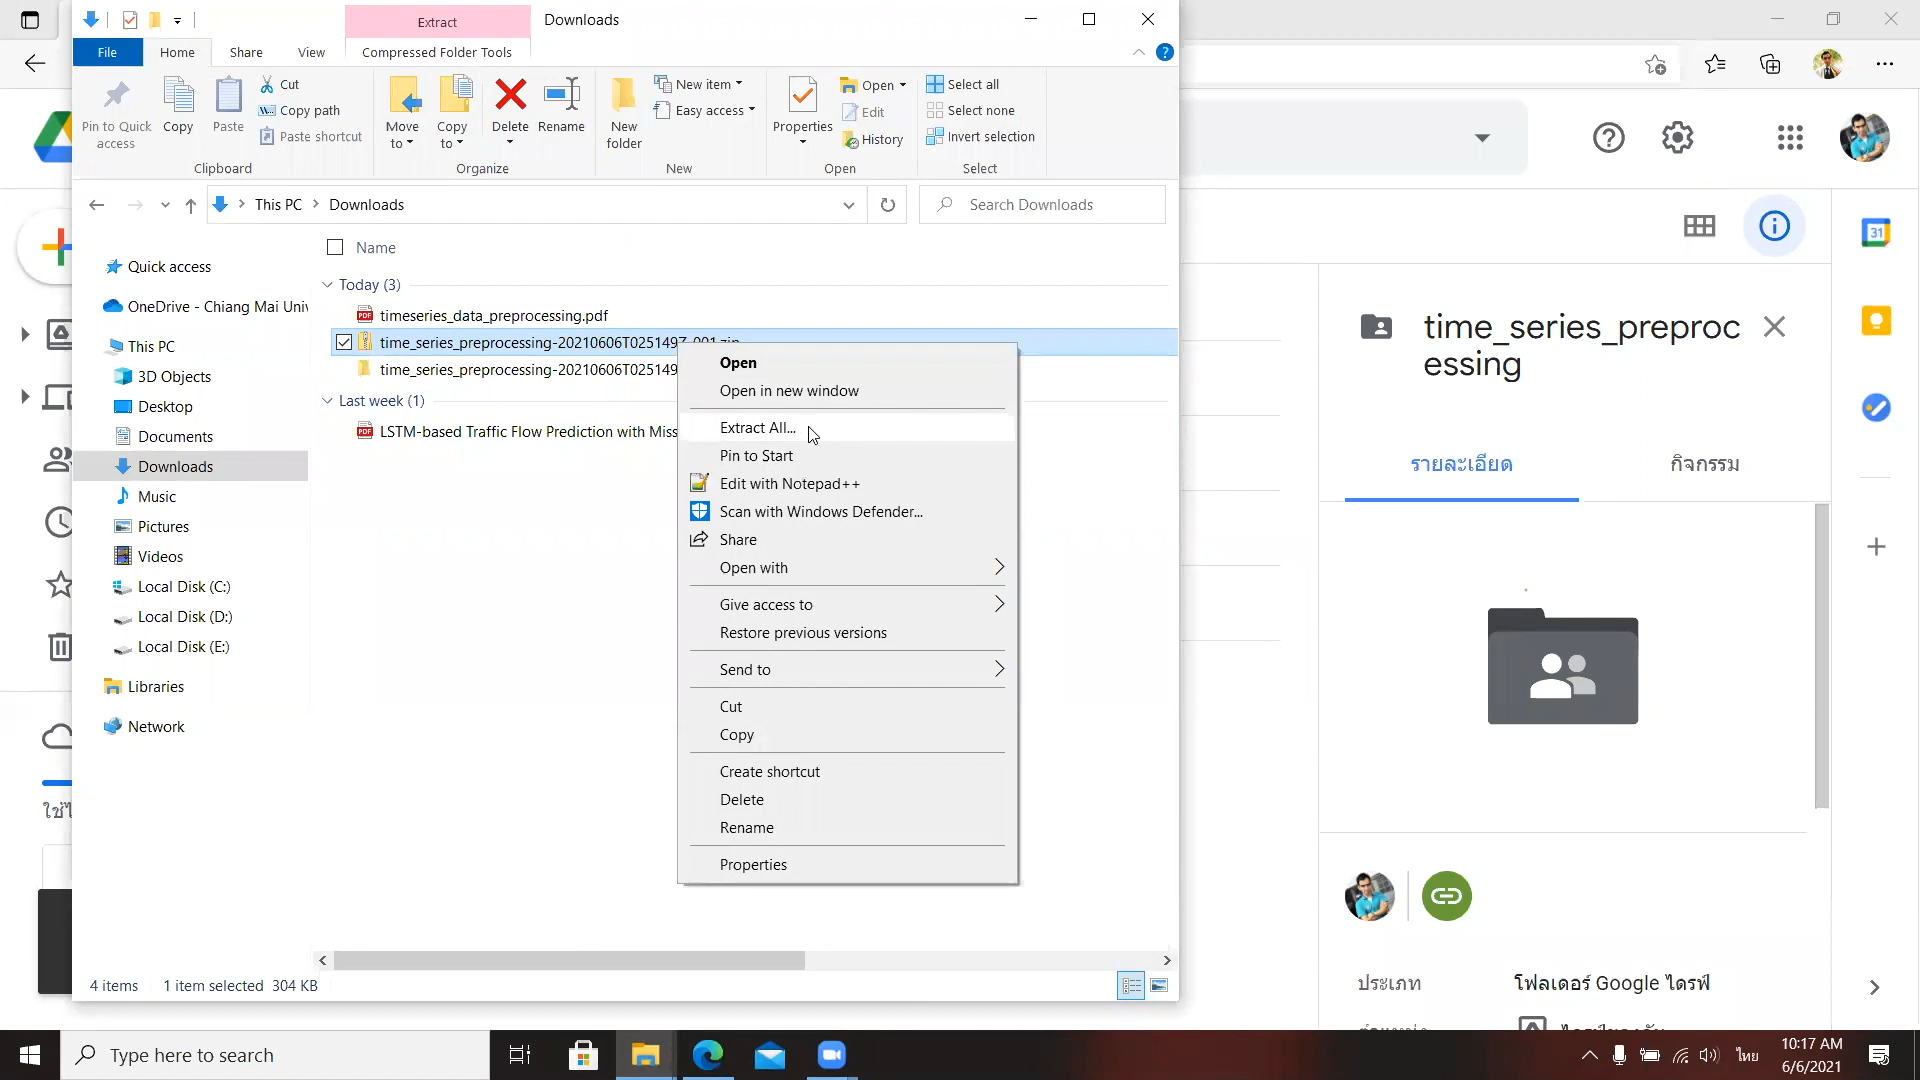 Extract
Downloads
File
Home
Share
View
Compressed Folder Tools
Pin to Quick access
Copy
Paste
Cut
Copy path
Paste shortcut
Clipboard
Move to
Copy to
Delete
Rename
Organize
New folder
New item
Easy access
New
Properties
Open
Edit
History
Open
Select all
Select none
Invert selection
Select
This PC
Downloads
Search Downloads
Name
Quick access
OneDrive - Chiang Mai Univ
This PC
3D Objects
Desktop
Documents
Downloads
Music
Pictures
Videos
Local Disk (C:)
Local Disk (D:)
Local Disk (E:)
Libraries
Network
Today (3)
timeseries_data_preprocessing.pdf
time_series_preprocessing-20210606T025149Z-001.zip
time_series_preprocessing-20210606T025149
Last week (1)
LSTM-based Traffic Flow Prediction with Miss
Open
Open in new window
Extract All...
Pin to Start
Edit with Notepad++
Scan with Windows Defender...
Share
Open with
Give access to
Restore previous versions
Send to
Cut
Copy
Create shortcut
Delete
Rename
Properties
4 items
1 item selected 304 KB
time_series_preproc
essing
รายละเอียด
กิจกรรม
31
ประเภท
โฟลเดอร์ Google ไดรฟ์
Type here to search
ไทย
10:17 AM
6/6/2021